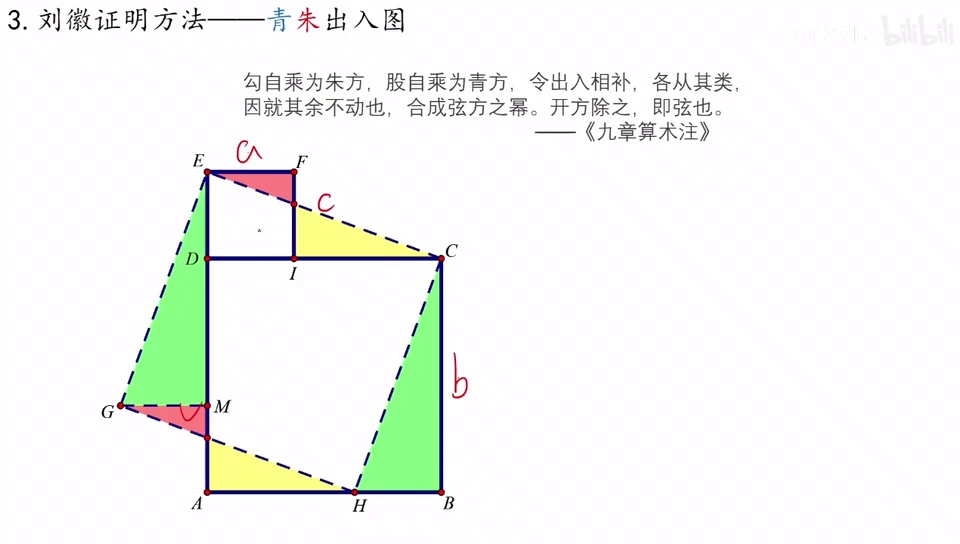 3. 刘徽证明方法——青朱出入图
bilibili
勾自乘为朱方，股自乘为青方，令出入相补，各从其类，
因就其余不动也，合成弦方之幂。开方除之，即弦也。
——《九章算术注》
a
E
F
c
D
I
C
b
G
M
A
H
B